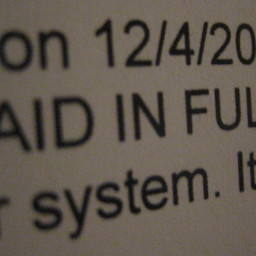 on 12/4/20
AID IN FUL
r system. It